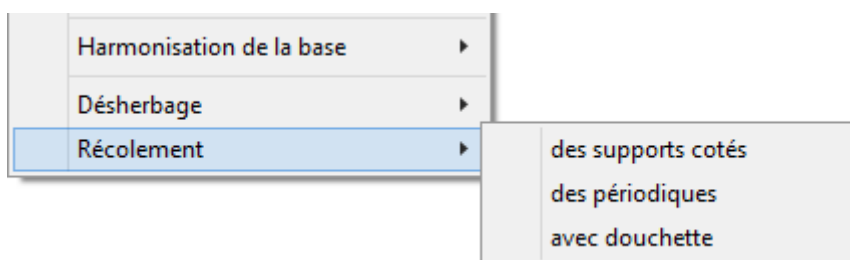 Harmonisation de la base
Désherbage
Récolement
des supports cotés
des périodiques
avec douchette